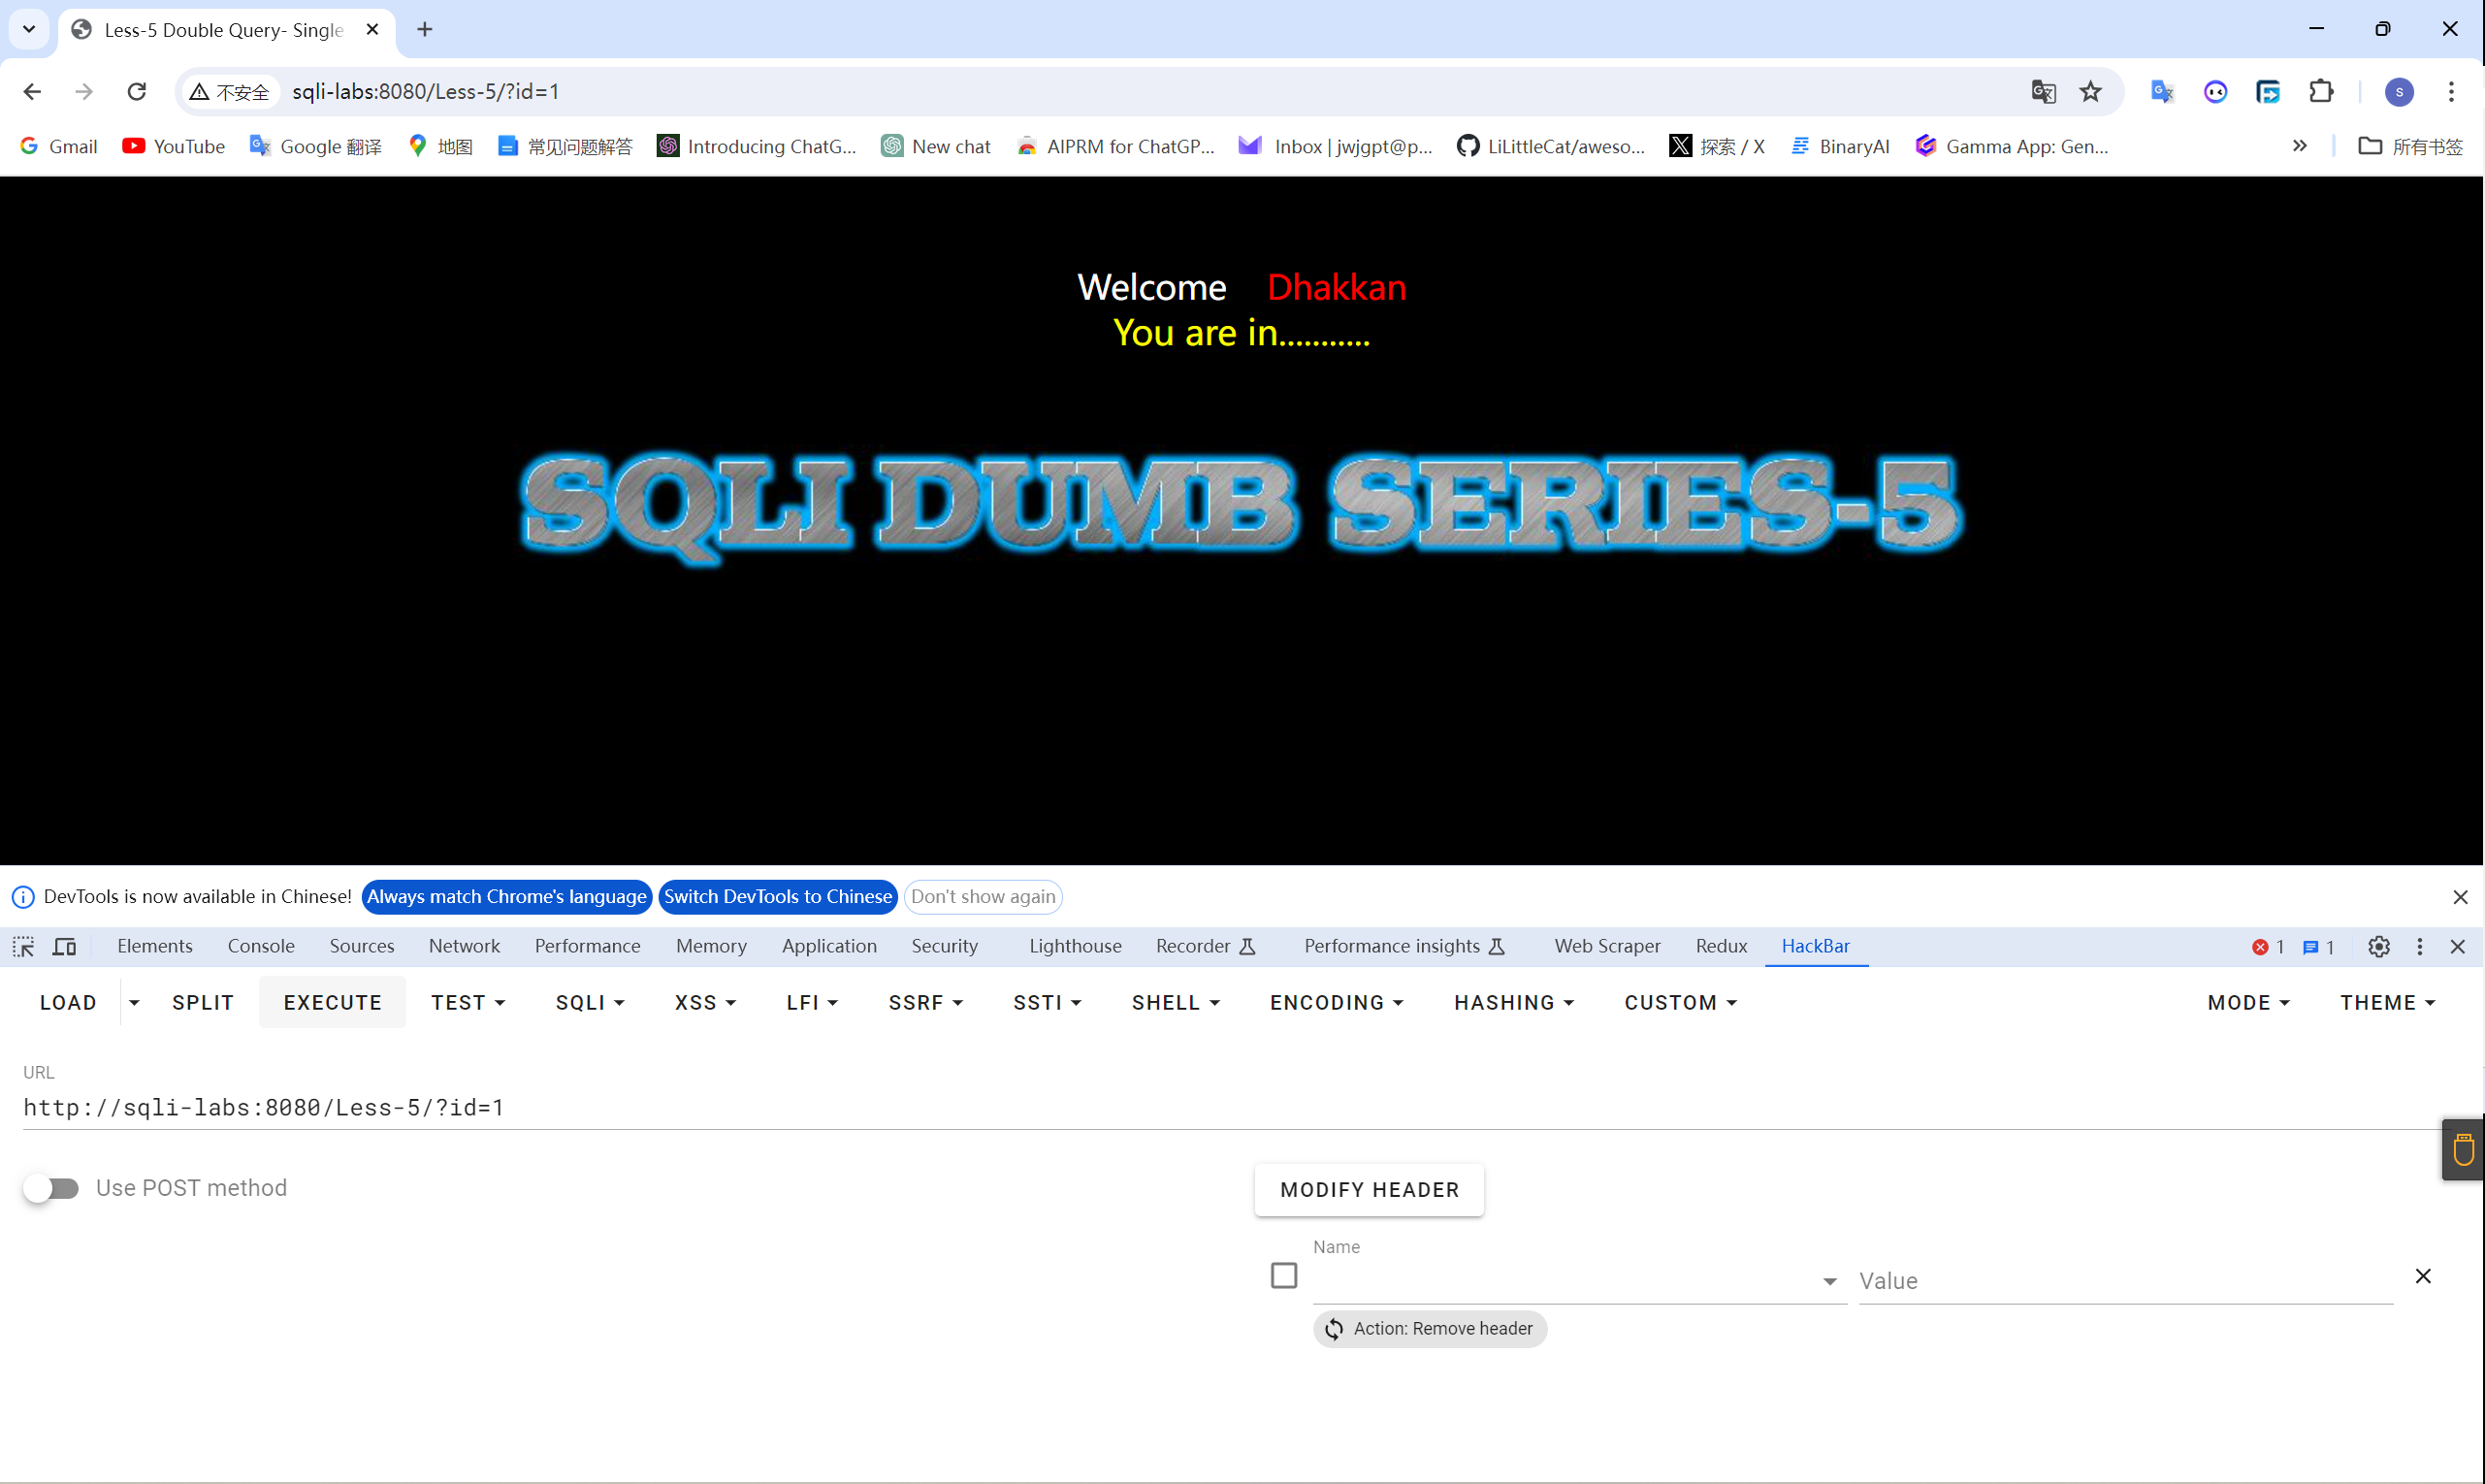 Less-5 Double Query- Single
不安全 sqli-labs:8080/Less-5/?id=1 s
Gmail YouTube Google 翻译 地图 常见问题解答 Introducing ChatG... New chat AIPRM for ChatGP... Inbox | jwjgpt@p... LiLittleCat/aweso... 探索 / X BinaryAI Gamma App: Gen... » 所有书签
Welcome Dhakkan
You are in...........
SQLI DUMB SERIES-5
DevTools is now available in Chinese! Always match Chrome's language Switch DevTools to Chinese Don't show again
Elements Console Sources Network Performance Memory Application Security Lighthouse Recorder Performance insights Web Scraper Redux HackBar 1 1
LOAD SPLIT EXECUTE TEST SQLI XSS LFI SSRF SSTI SHELL ENCODING HASHING CUSTOM MODE THEME
URL
http://sqli-labs:8080/Less-5/?id=1
Use POST method MODIFY HEADER
Name
Value
Action: Remove header